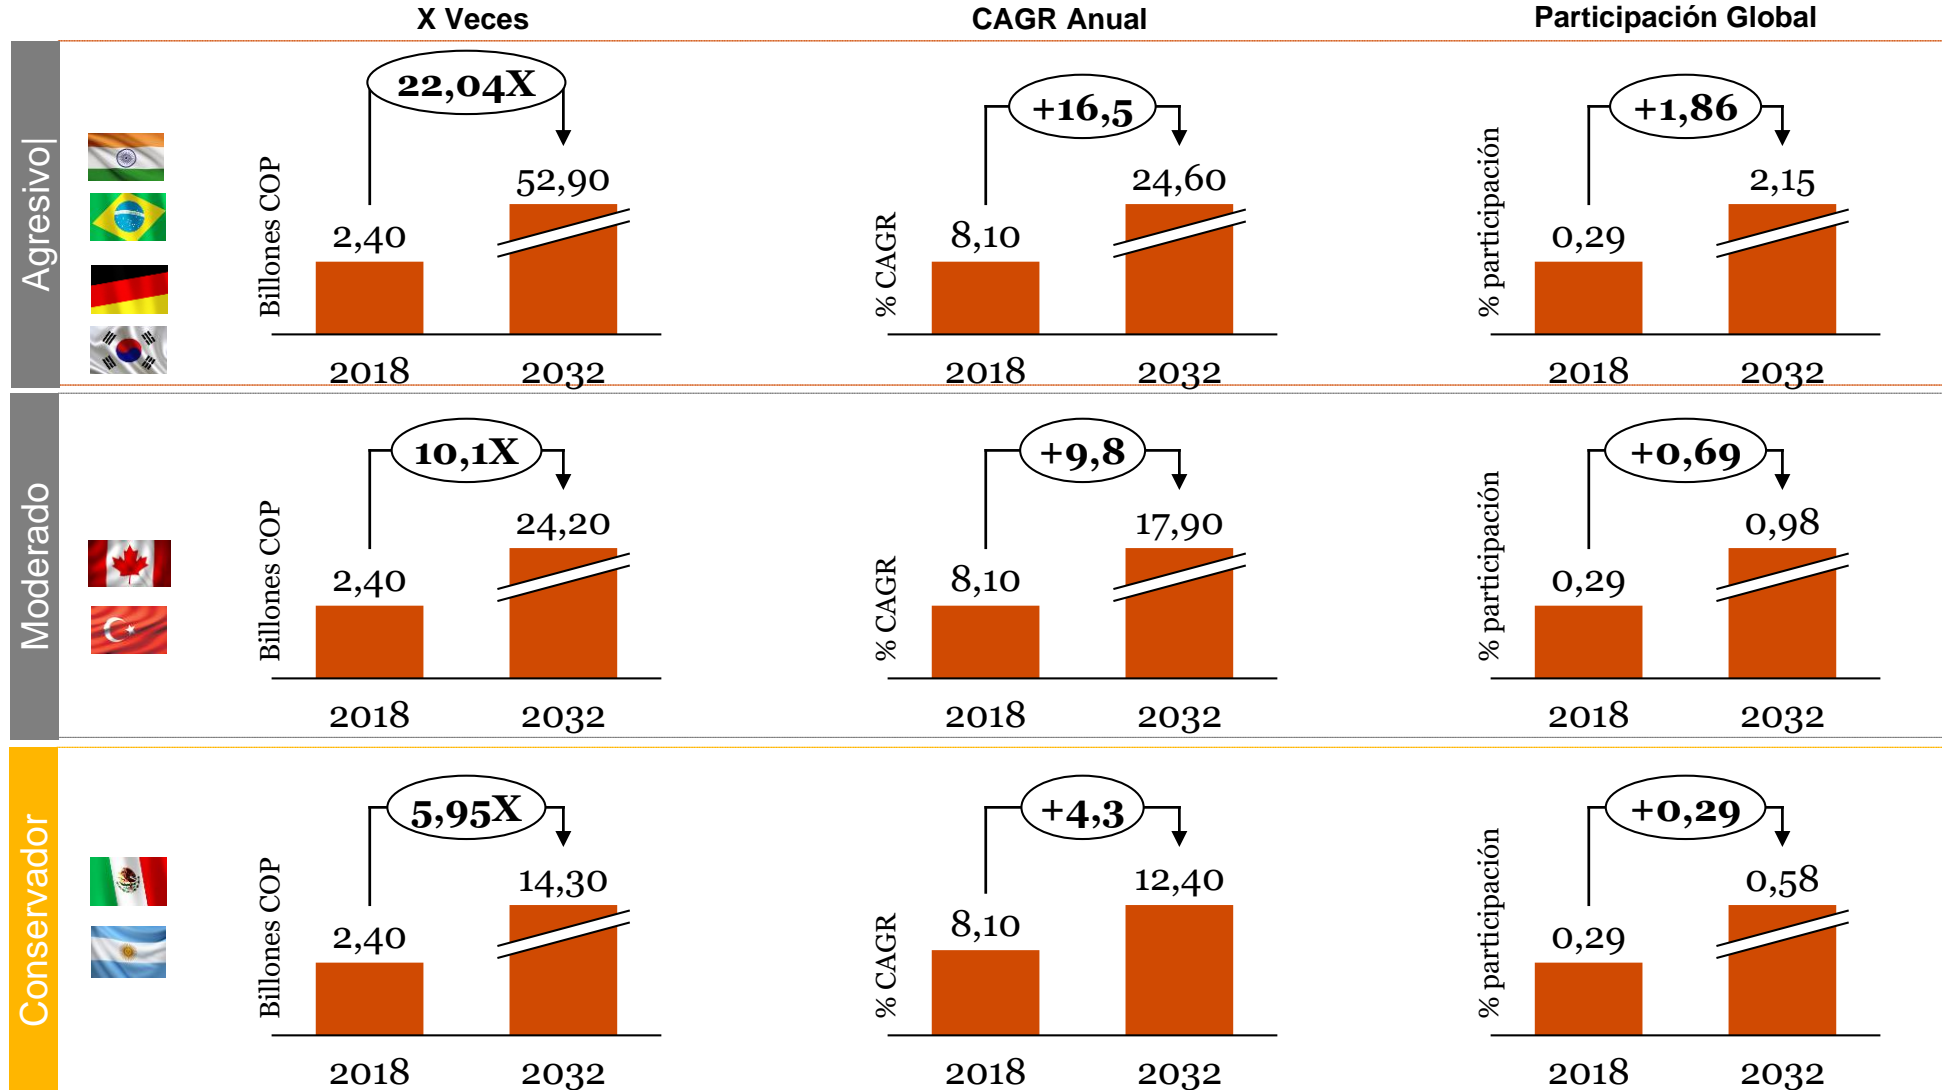 X Veces
CAGR Anual
Participación Global
Agresivo|
Billones COP
22,04X
2,40
52,90
2018
2032
% CAGR
+16,5
8,10
24,60
2018
2032
% participación
+1,86
0,29
2,15
2018
2032
Moderado
Billones COP
10,1X
2,40
24,20
2018
2032
% CAGR
+9,8
8,10
17,90
2018
2032
% participación
+0,69
0,29
0,98
2018
2032
Conservador
Billones COP
5,95X
2,40
14,30
2018
2032
% CAGR
+4,3
8,10
12,40
2018
2032
% participación
+0,29
0,29
0,58
2018
2032